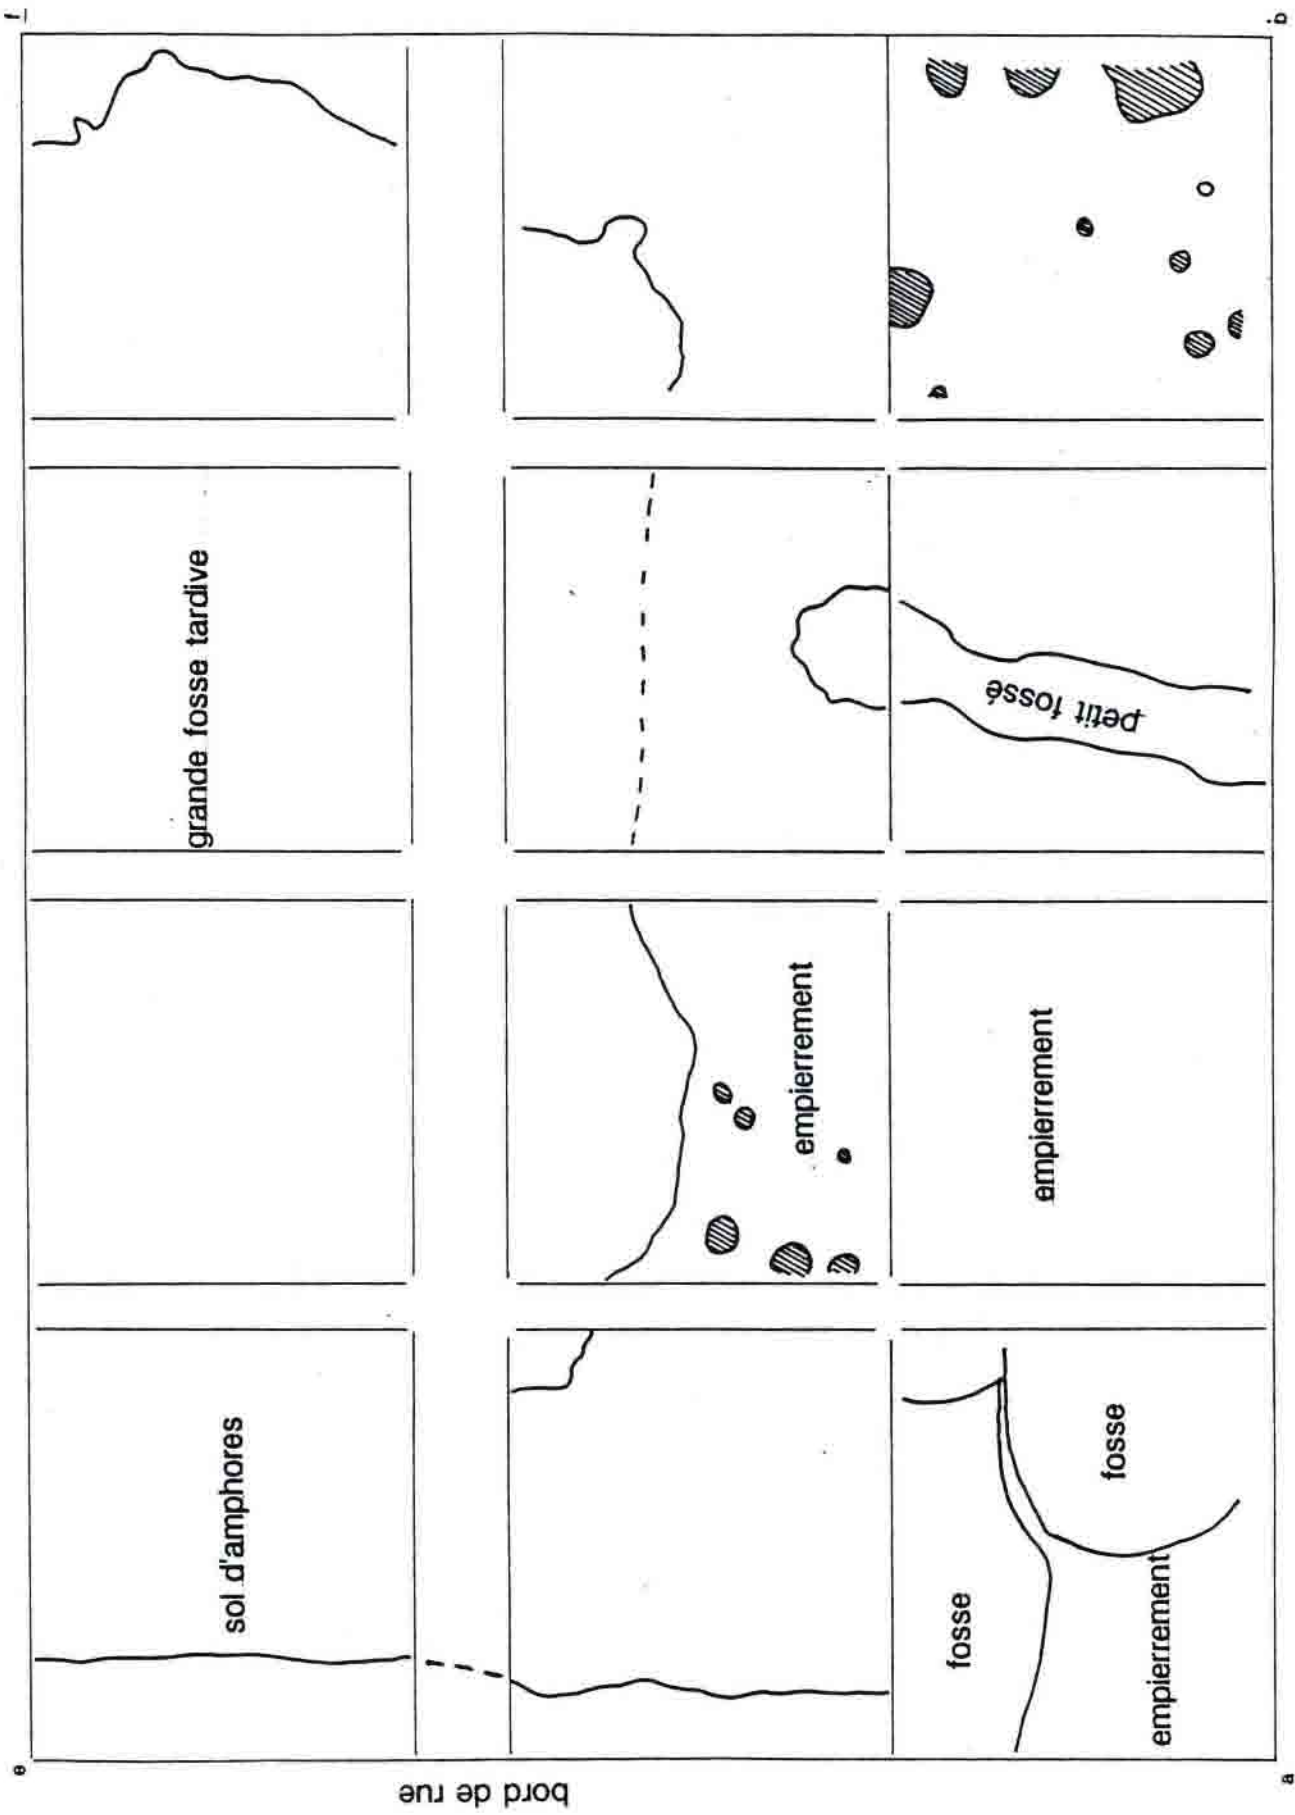 f
b
grande fosse tardive
petit fossé
empierrement
empierrement
sol d'amphores
fosse
fosse
empierrement
e
a
bord de rue